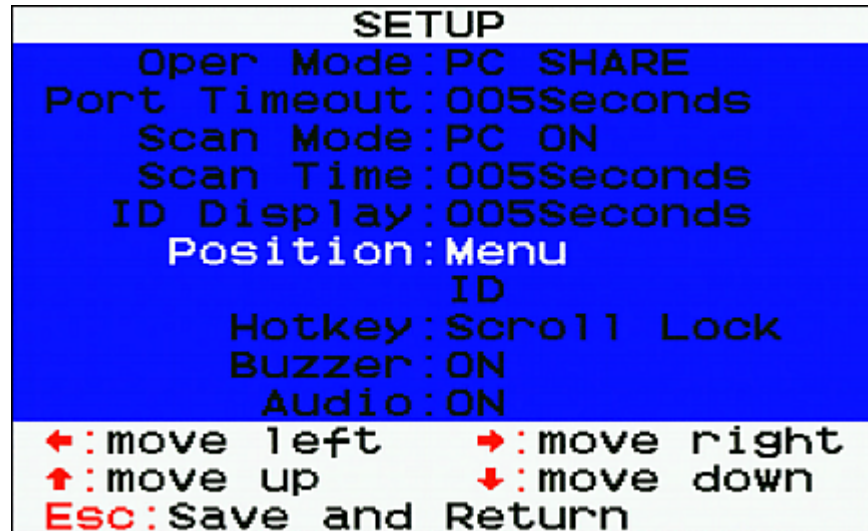 SETUP
Oper Mode:PC SHARE
Port Timeout:005Seconds
Scan Mode:PC ON
Scan Time:005Seconds
ID Display:005Seconds
Position:Menu
ID
Hotkey:Scroll Lock
Buzzer:ON
Audio:ON
←:move left →:move right
↑:move up ↓:move down
Esc:Save and Return